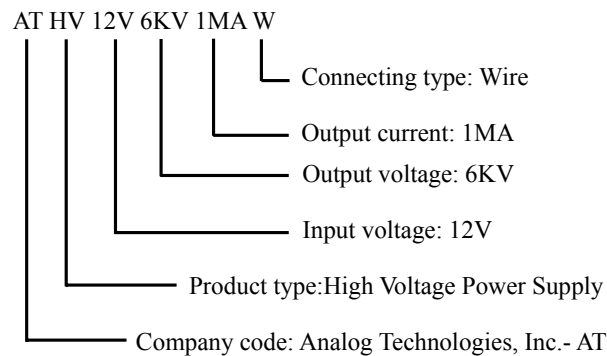 AT HV 12V 6KV 1MA W
Connecting type: Wire
Output current: 1MA
Output voltage: 6KV
Input voltage: 12V
Product type:High Voltage Power Supply
Company code: Analog Technologies, Inc.- AT